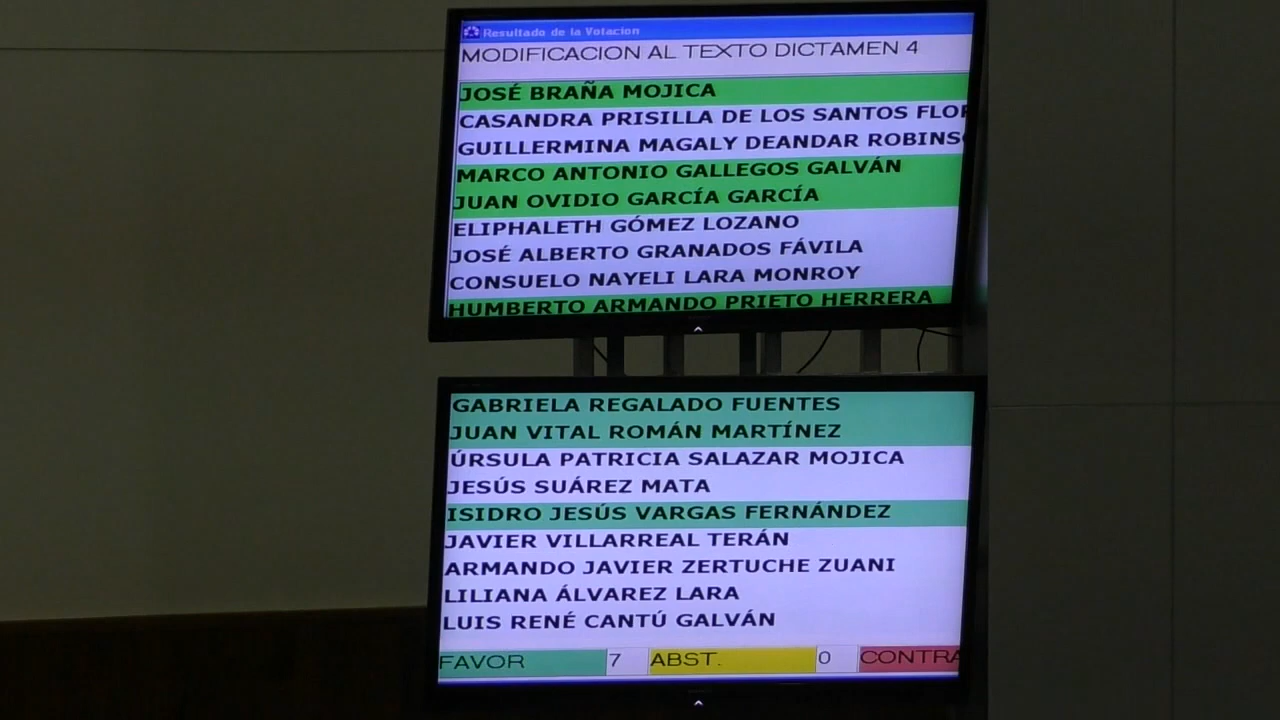 Resultado de la Votacion
MODIFICACION AL TEXTO DICTAMEN 4
JOSÉ BRAÑA MOJICA
CASANDRA PRISILLA DE LOS SANTOS FLOR
GUILLERMINA MAGALY DEANDAR ROBINSO
MARCO ANTONIO GALLEGOS GALVÁN
JUAN OVIDIO GARCÍA GARCÍA
ELIPHALETH GÓMEZ LOZANO
JOSÉ ALBERTO GRANADOS FÁVILA
CONSUELO NAYELI LARA MONROY
HUMBERTO ARMANDO PRIETO HERRERA
GABRIELA REGALADO FUENTES
JUAN VITAL ROMÁN MARTÍNEZ
ÚRSULA PATRICIA SALAZAR MOJICA
JESÚS SUÁREZ MATA
ISIDRO JESÚS VARGAS FERNÁNDEZ
JAVIER VILLARREAL TERÁN
ARMANDO JAVIER ZERTUCHE ZUANI
LILIANA ÁLVAREZ LARA
LUIS RENÉ CANTÚ GALVÁN
FAVOR 7 ABST. 0 CONTRA